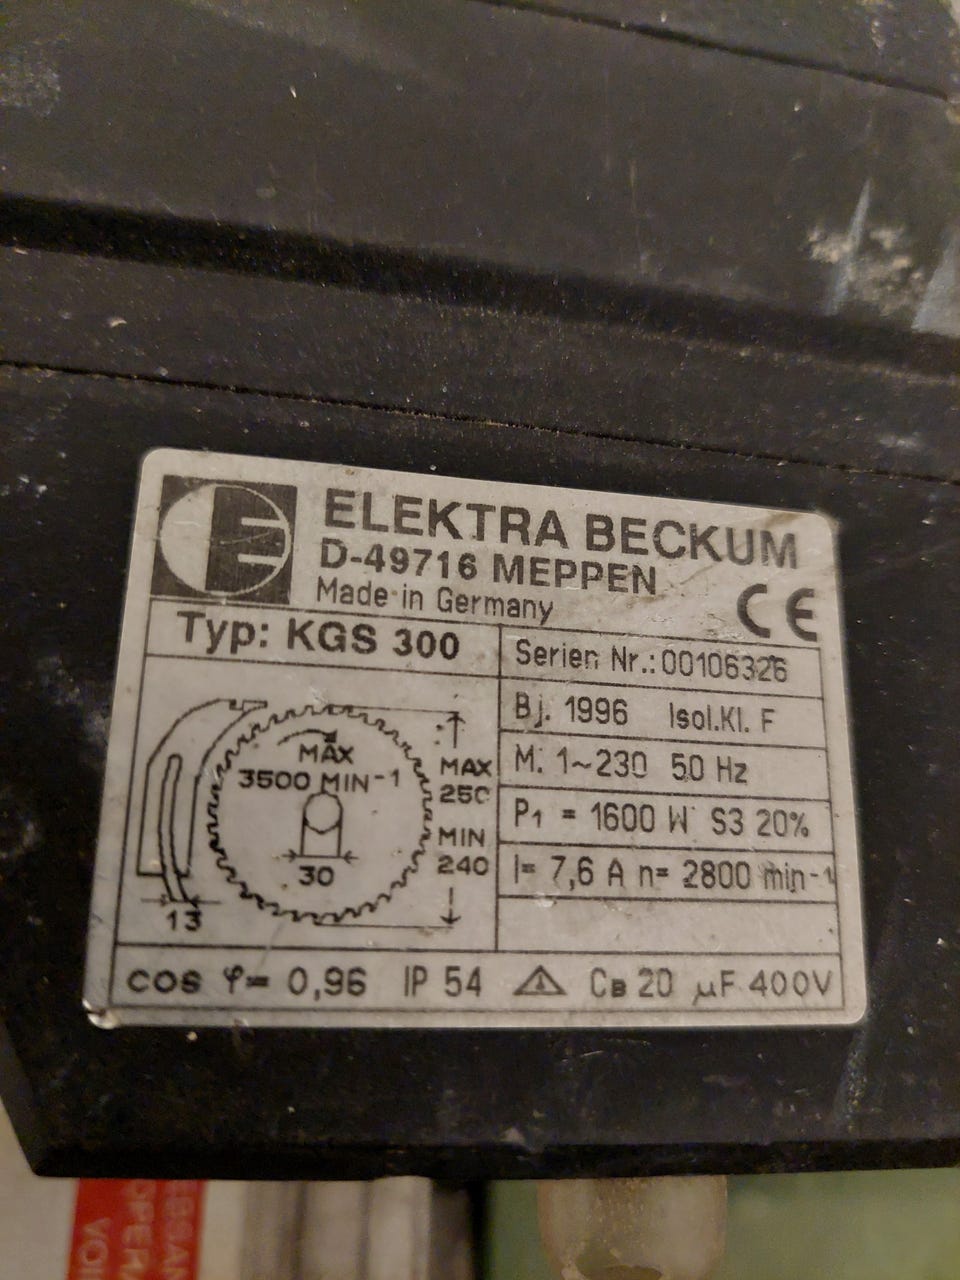 ELEKTRA BECKUM
D-49716 MEPPEN
Made in Germany
CE
Typ: KGS 300
Serien Nr.: 00106326
Bj. 1996 Isol.Kl. F
M. 1~230 50 Hz
P1 = 1600 W S3 20%
I= 7,6 A n= 2800 min-1
MAX
3500 MIN-1
MAX
250
MIN
240
30
13
cos φ= 0,96 IP 54 CB 20 µF 400V